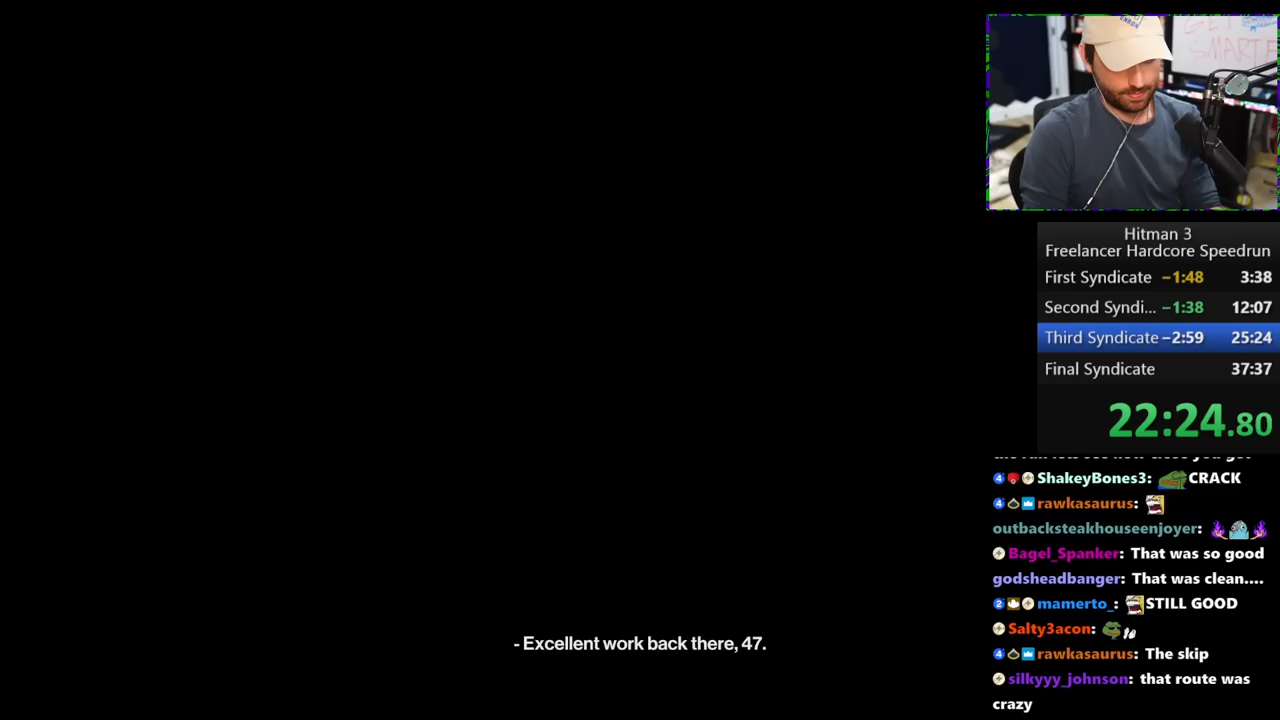 ENRON
GET
SMART
Hitman 3
Freelancer Hardcore Speedrun
First Syndicate -1:48 3:38
Second Syndi... -1:38 12:07
Third Syndicate -2:59 25:24
Final Syndicate 37:37
22:24.80
ShakeyBones3: CRACK
rawkasaurus:
outbacksteakhouseenjoyer:
Bagel_Spanker: That was so good
godsheadbanger: That was clean....
mamerto_: STILL GOOD
Salty3acon:
rawkasaurus: The skip
silkyyy_johnson: that route was
crazy
- Excellent work back there, 47.